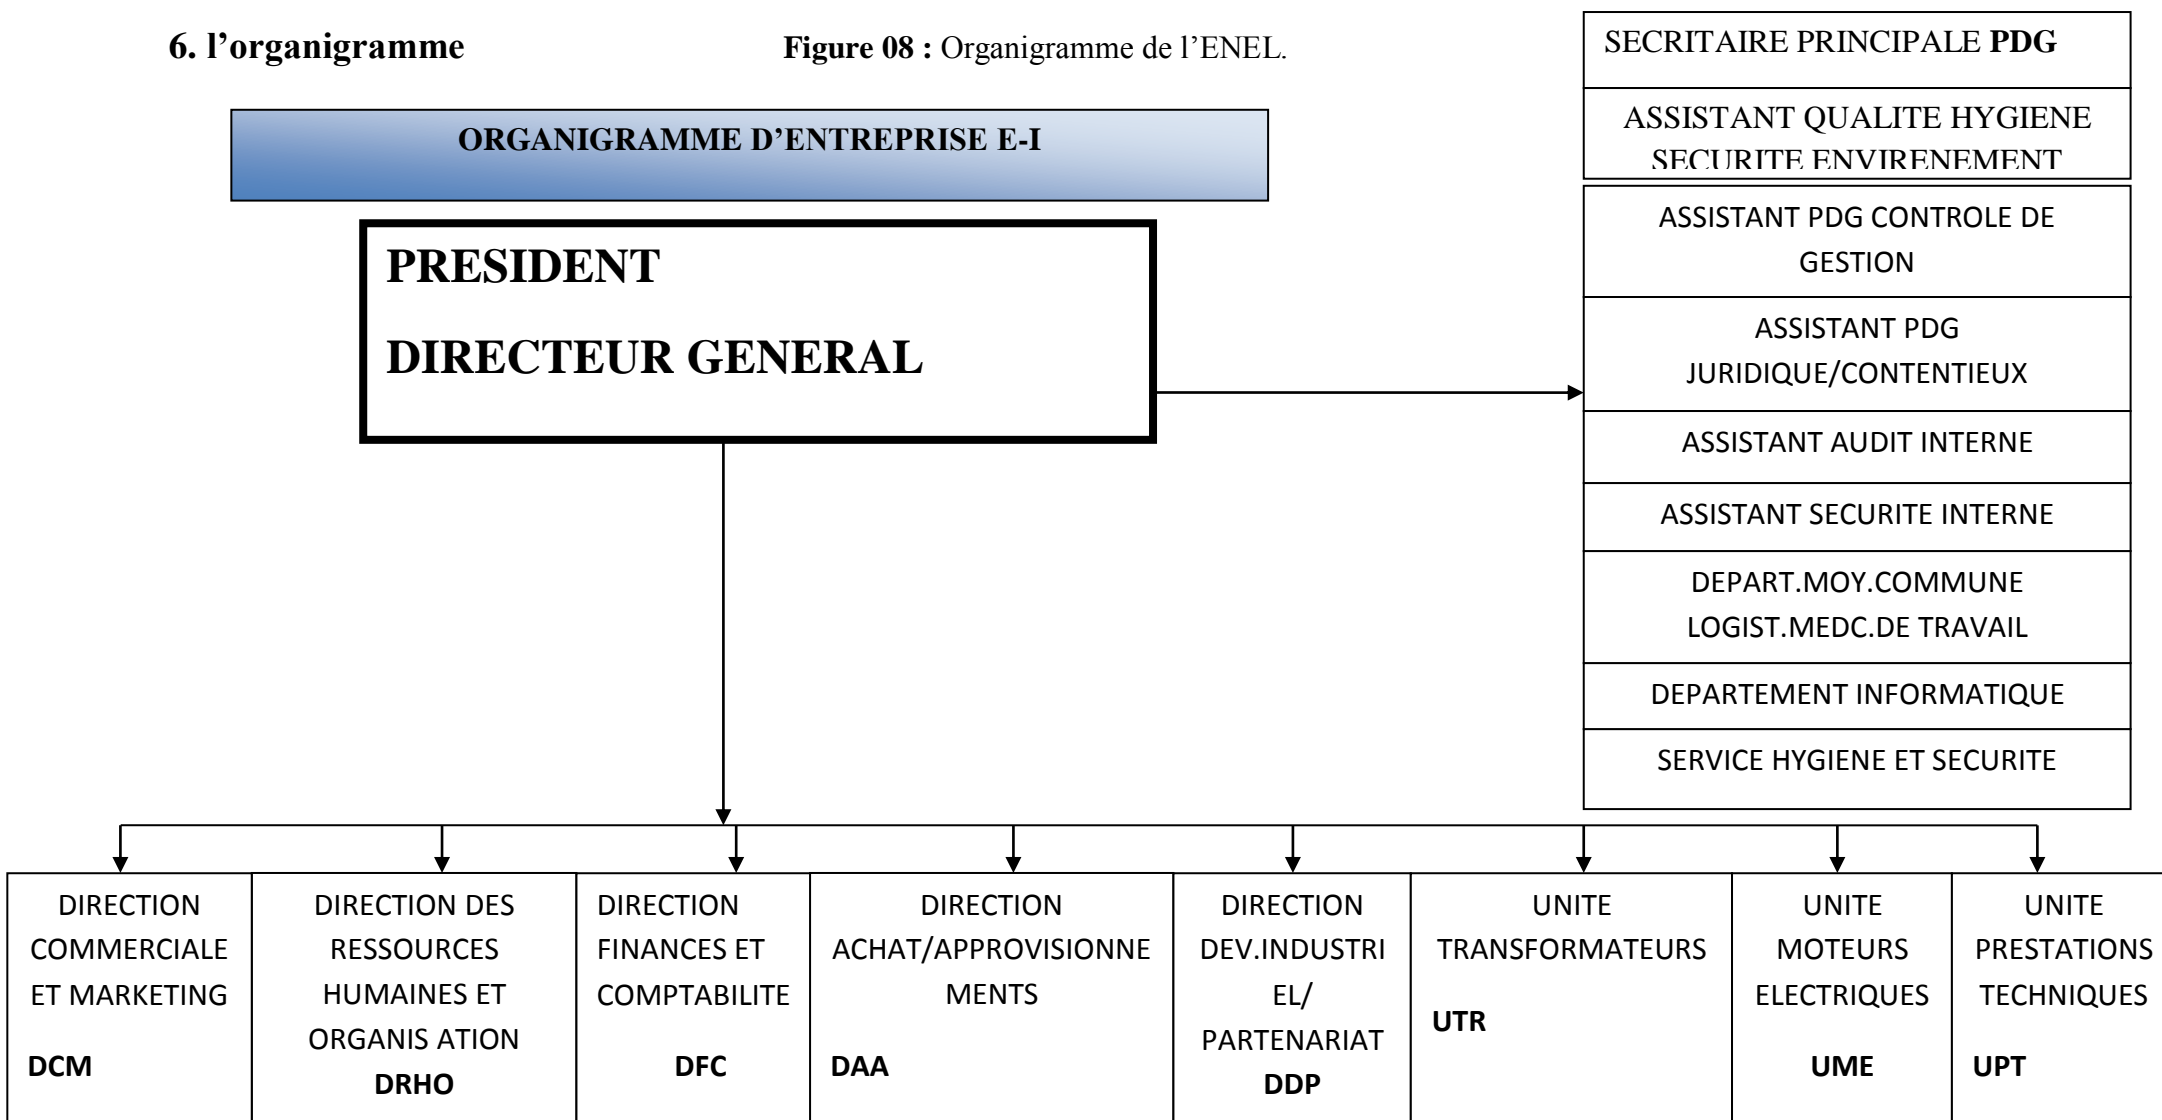 6. l’organigramme
Figure 08 : Organigramme de l’ENEL.
ORGANIGRAMME D’ENTREPRISE E-I
PRESIDENT
DIRECTEUR GENERAL
SECRITAIRE PRINCIPALE PDG
ASSISTANT QUALITE HYGIENE
SECURITE ENVIRENEMENT
ASSISTANT PDG CONTROLE DE
GESTION
ASSISTANT PDG
JURIDIQUE/CONTENTIEUX
ASSISTANT AUDIT INTERNE
ASSISTANT SECURITE INTERNE
DEPART.MOY.COMMUNE
LOGIST.MEDC.DE TRAVAIL
DEPARTEMENT INFORMATIQUE
SERVICE HYGIENE ET SECURITE
DIRECTION
COMMERCIALE
ET MARKETING
DCM
DIRECTION DES
RESSOURCES
HUMAINES ET
ORGANIS ATION
DRHO
DIRECTION
FINANCES ET
COMPTABILITE
DFC
DIRECTION
ACHAT/APPROVISIONNE
MENTS
DAA
DIRECTION
DEV.INDUSTRI
EL/
PARTENARIAT
DDP
UNITE
TRANSFORMATEURS
UTR
UNITE
MOTEURS
ELECTRIQUES
UME
UNITE
PRESTATIONS
TECHNIQUES
UPT